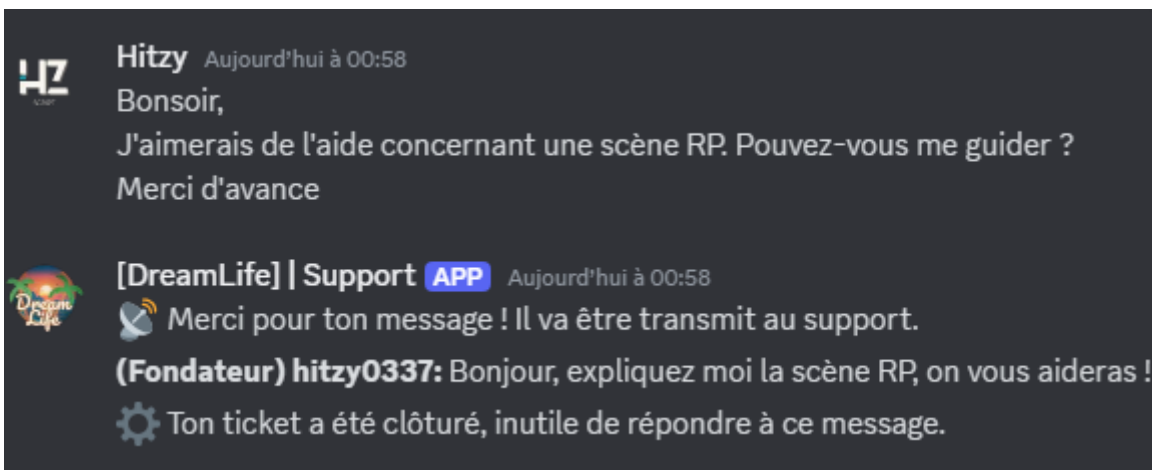 HZ
Hitzy Aujourd'hui à 00:58
Bonsoir,
J'aimerais de l'aide concernant une scène RP. Pouvez-vous me guider ?
Merci d'avance
Dream Life
[DreamLife] | Support APP Aujourd'hui à 00:58
Merci pour ton message ! Il va être transmit au support.
(Fondateur) hitzy0337: Bonjour, expliquez moi la scène RP, on vous aideras !
Ton ticket a été clôturé, inutile de répondre à ce message.